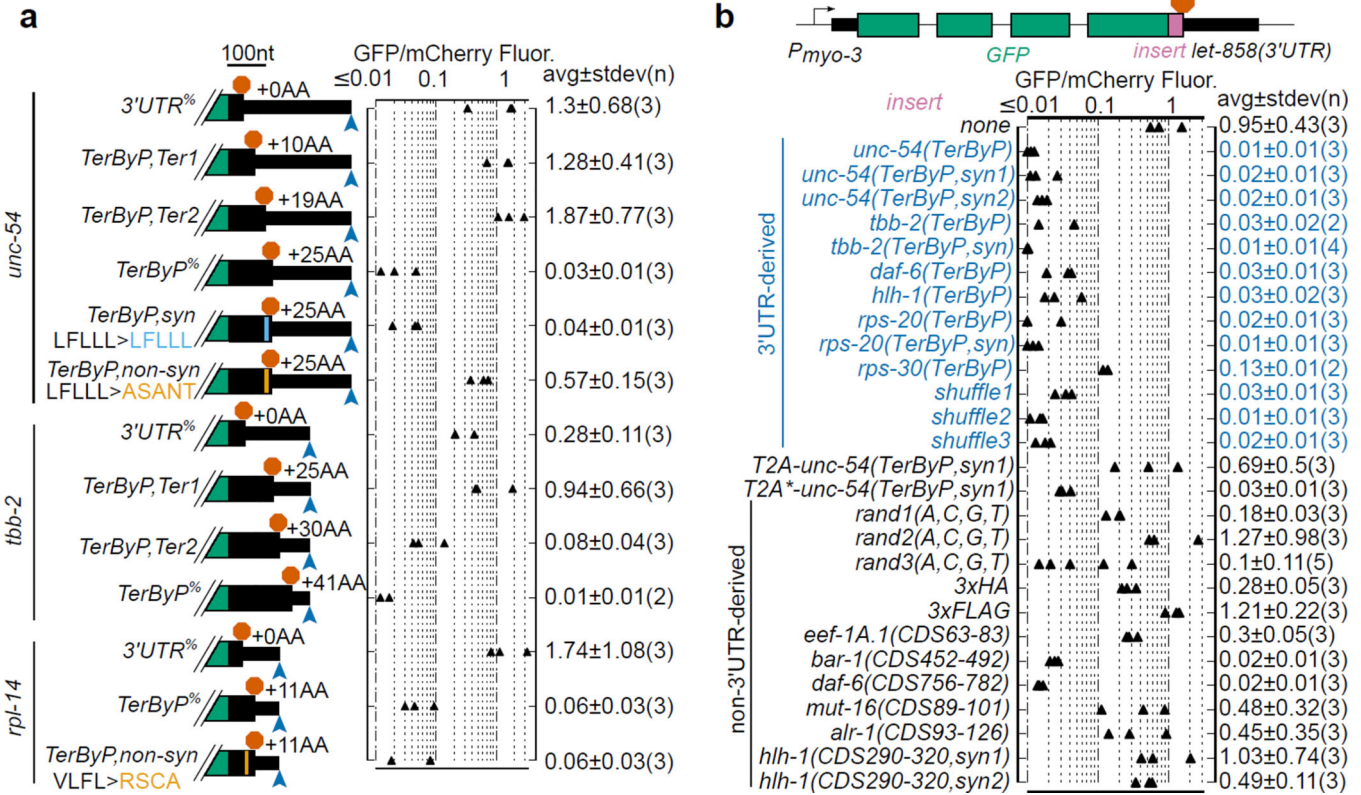 a
100nt
GFP/mCherry Fluor.
≤0.01 0.1 1 avg±stdev(n)
unc-54
3'UTR% +0AA 1.3±0.68(3)
TerByP,Ter1 +10AA 1.28±0.41(3)
TerByP,Ter2 +19AA 1.87±0.77(3)
TerByP% +25AA 0.03±0.01(3)
TerByP,syn +25AA 0.04±0.01(3)
LFLLL>LFLLL
TerByP,non-syn +25AA 0.57±0.15(3)
LFLLL>ASANT
tbb-2
3'UTR% +0AA 0.28±0.11(3)
TerByP,Ter1 +25AA 0.94±0.66(3)
TerByP,Ter2 +30AA 0.08±0.04(3)
TerByP% +41AA 0.01±0.01(2)
rpl-14
3'UTR% +0AA 1.74±1.08(3)
TerByP% +11AA 0.06±0.03(3)
TerByP,non-syn +11AA 0.06±0.03(3)
VLFL>RSCA
b
Pmyo-3 GFP insert let-858(3'UTR)
GFP/mCherry Fluor.
insert ≤0.01 0.1 1 avg±stdev(n)
none 0.95±0.43(3)
3'UTR-derived
unc-54(TerByP) 0.01±0.01(3)
unc-54(TerByP,syn1) 0.02±0.01(3)
unc-54(TerByP,syn2) 0.02±0.01(3)
tbb-2(TerByP) 0.03±0.02(2)
tbb-2(TerByP,syn) 0.01±0.01(4)
daf-6(TerByP) 0.03±0.01(3)
hlh-1(TerByP) 0.03±0.02(3)
rps-20(TerByP) 0.02±0.01(3)
rps-20(TerByP,syn) 0.01±0.01(3)
rps-30(TerByP) 0.13±0.01(2)
shuffle1 0.03±0.01(3)
shuffle2 0.01±0.01(3)
shuffle3 0.02±0.01(3)
T2A-unc-54(TerByP,syn1) 0.69±0.5(3)
T2A*-unc-54(TerByP,syn1) 0.03±0.01(3)
non-3'UTR-derived
rand1(A,C,G,T) 0.18±0.03(3)
rand2(A,C,G,T) 1.27±0.98(3)
rand3(A,C,G,T) 0.1±0.11(5)
3xHA 0.28±0.05(3)
3xFLAG 1.21±0.22(3)
eef-1A.1(CDS63-83) 0.3±0.05(3)
bar-1(CDS452-492) 0.02±0.01(3)
daf-6(CDS756-782) 0.02±0.01(3)
mut-16(CDS89-101) 0.48±0.32(3)
alr-1(CDS93-126) 0.45±0.35(3)
hlh-1(CDS290-320,syn1) 1.03±0.74(3)
hlh-1(CDS290-320,syn2) 0.49±0.11(3)